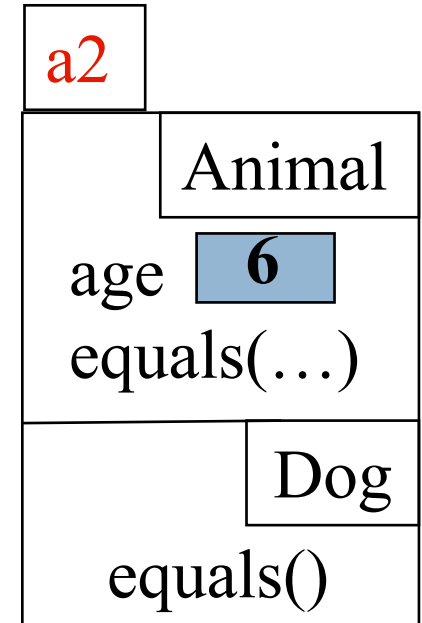 a2
Animal
age 6
equals(…)
Dog
equals()